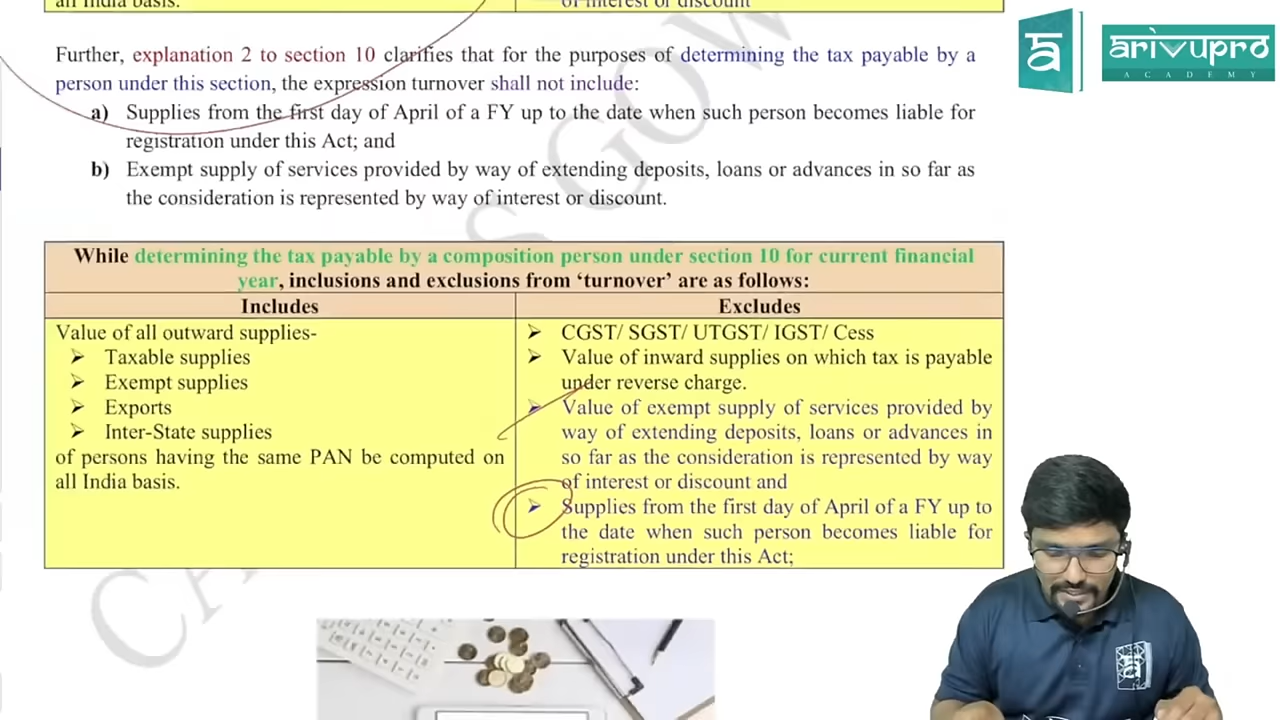 all India basis.
of interest or discount
Further, explanation 2 to section 10 clarifies that for the purposes of determining the tax payable by a
person under this section, the expression turnover shall not include:
a) Supplies from the first day of April of a FY up to the date when such person becomes liable for
registration under this Act; and
b) Exempt supply of services provided by way of extending deposits, loans or advances in so far as
the consideration is represented by way of interest or discount.
While determining the tax payable by a composition person under section 10 for current financial
year, inclusions and exclusions from ‘turnover’ are as follows:
Includes
Value of all outward supplies-
➢ Taxable supplies
➢ Exempt supplies
➢ Exports
➢ Inter-State supplies
of persons having the same PAN be computed on
all India basis.
Excludes
➢ CGST/ SGST/ UTGST/ IGST/ Cess
➢ Value of inward supplies on which tax is payable
under reverse charge.
➢ Value of exempt supply of services provided by
way of extending deposits, loans or advances in
so far as the consideration is represented by way
of interest or discount and
➢ Supplies from the first day of April of a FY up to
the date when such person becomes liable for
registration under this Act;
arivupro
ACADEMY